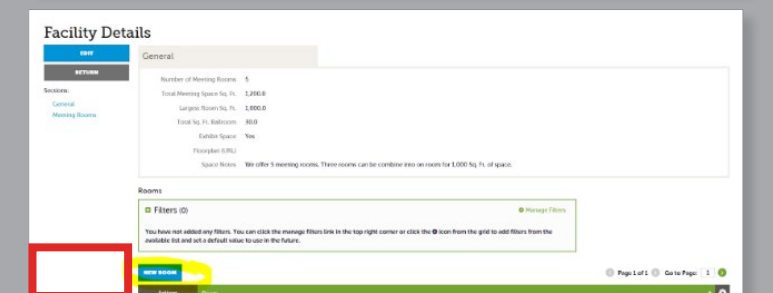 Facility Details
EDIT
General
RETURN
Sections:
General
Meeting Rooms
Number of Meeting Rooms 5
Total Meeting Space Sq. Ft. 1,200.0
Largest Room Sq. Ft. 1,000.0
Total Sq. Ft. Ballroom 30.0
Exhibit Space Yes
Floorplan (URL)
Space Notes We offer 5 meeting rooms. Three rooms can be combine into on room for 1,000 Sq. Ft. of space.
Rooms
Filters (0) Manage Filters
You have not added any filters. You can click the manage filters link in the top right corner or click the icon from the grid to add filters from the
available list and set a default value to use in the future.
NEW ROOM
Page 1 of 1 Go to Page: 1
Actions